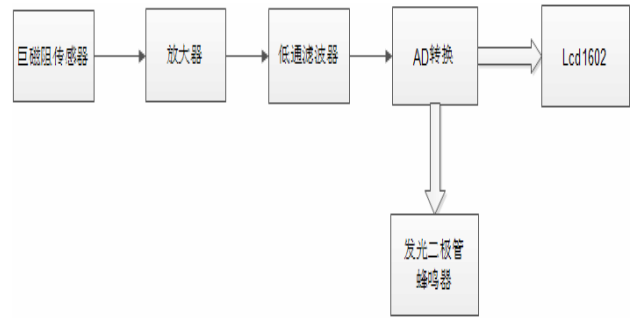 巨磁阻传感器
放大器
低通滤波器
AD转换
Lcd1602
发光二极管
蜂鸣器